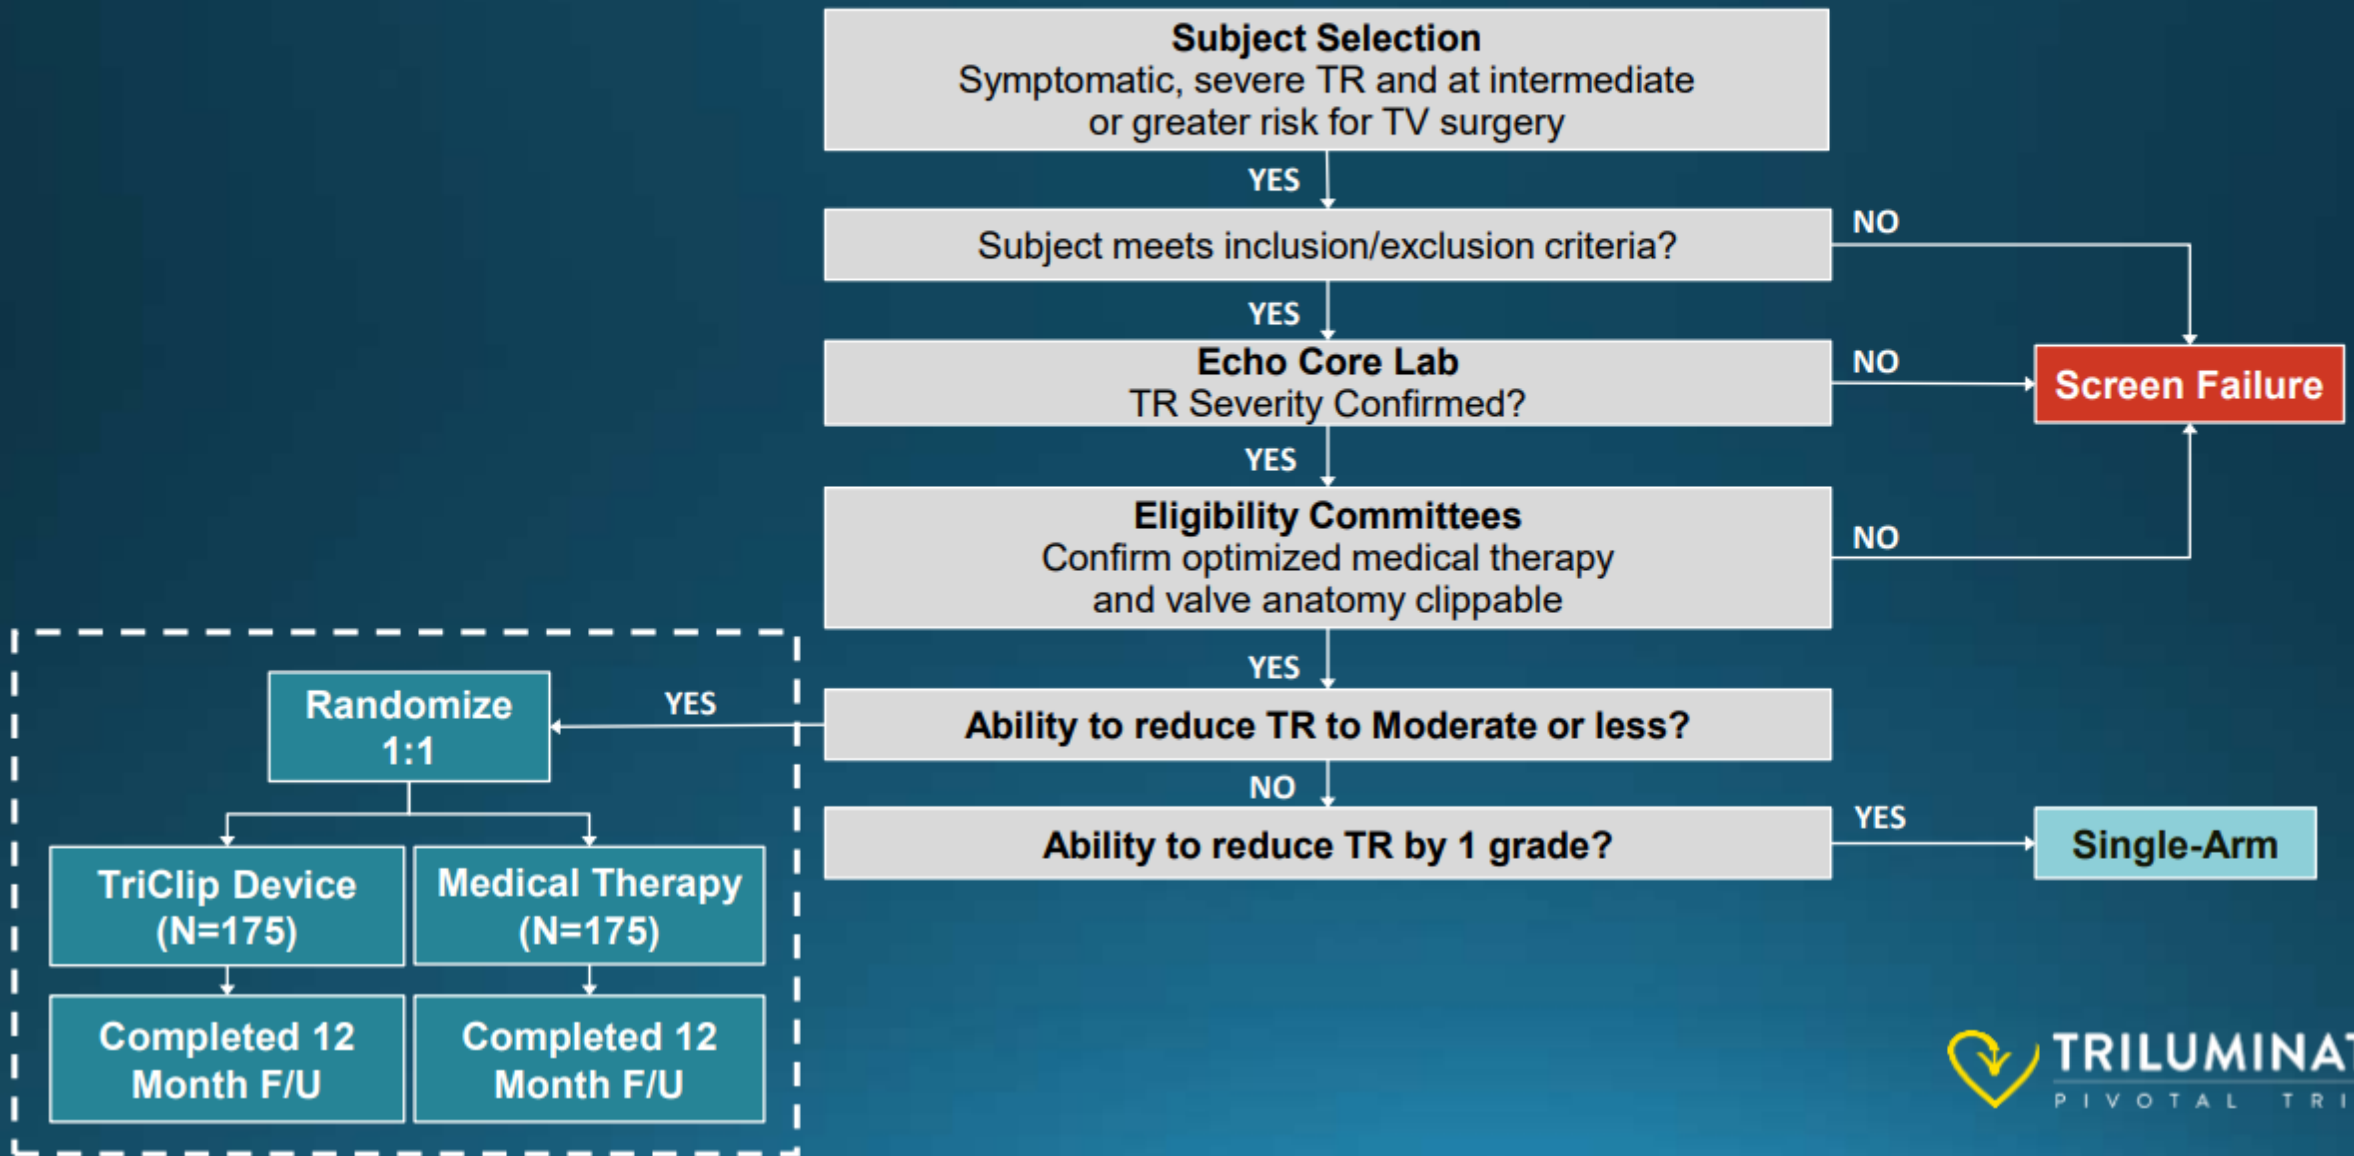 Subject Selection
Symptomatic, severe TR and at intermediate
or greater risk for TV surgery
YES
Subject meets inclusion/exclusion criteria?
NO
YES
Echo Core Lab
TR Severity Confirmed?
NO
Screen Failure
YES
Eligibility Committees
Confirm optimized medical therapy
and valve anatomy clippable
NO
YES
Ability to reduce TR to Moderate or less?
YES
Randomize
1:1
NO
Ability to reduce TR by 1 grade?
YES
Single-Arm
TriClip Device
(N=175)
Medical Therapy
(N=175)
Completed 12
Month F/U
Completed 12
Month F/U
TRILUMINAT
PIVOTAL TRI